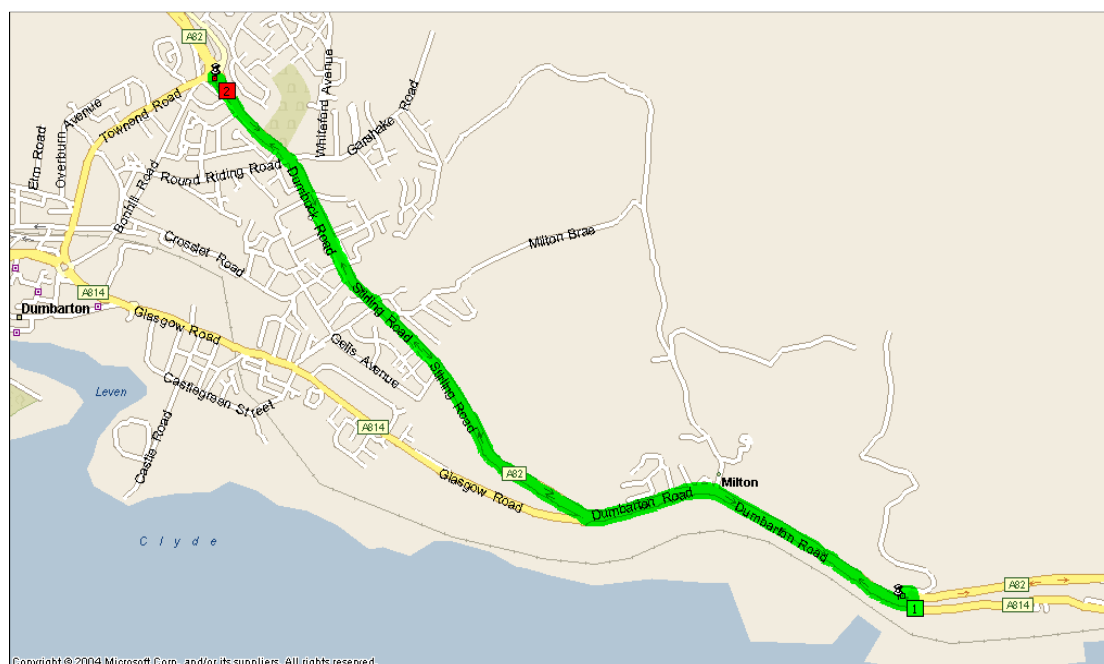 A82
2
Townend Road
Overburn Avenue
Elm Road
Bonhill Road
Round Riding Road
Whiteford Avenue
Garshake Road
Dumbuck Road
Crosslet Road
Milton Brae
A814
Dumbarton
Glasgow Road
Stirling Road
Gelis Avenue
Stirling Road
Leven
Castlegreen Street
Castle Road
A814
Glasgow Road
A82
Milton
Dumbarton Road
Dumbarton Road
Clyde
A82
A814
1
Copyright © 2004 Microsoft Corp. and/or its suppliers. All rights reserved.